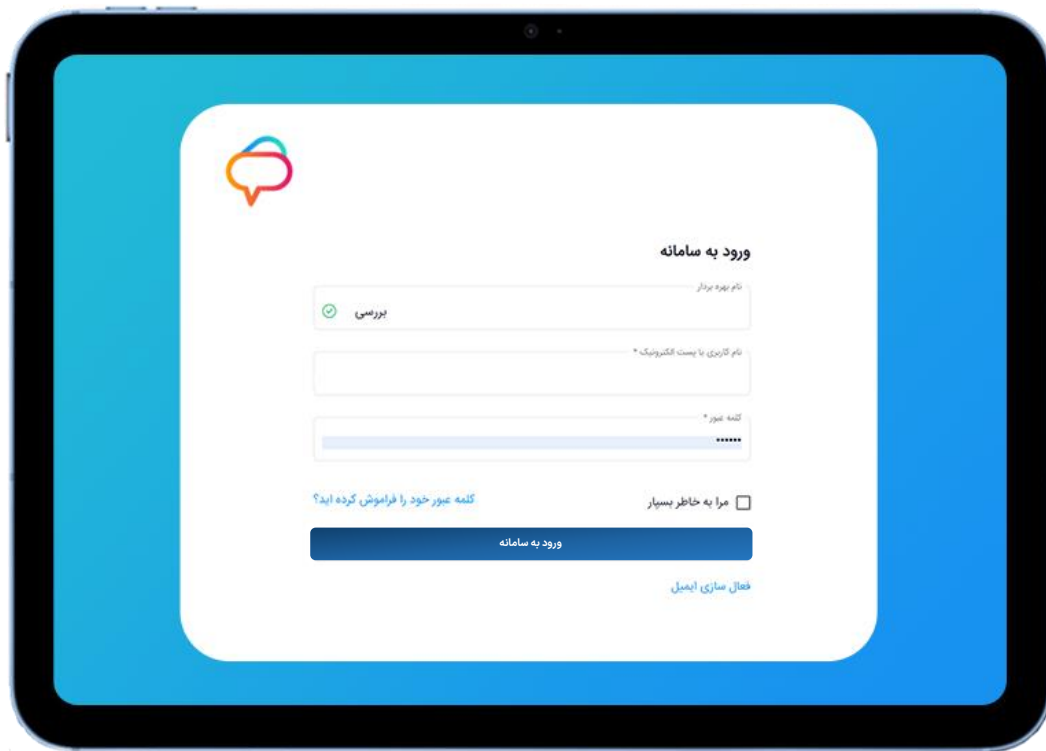 ورود به سامانه
نام بهره بردار
بررسی
نام کاربری یا پست الکترونیک *
کلمه عبور *
••••••
مرا به خاطر بسپار
کلمه عبور خود را فراموش کرده اید؟
ورود به سامانه
فعال سازی ایمیل